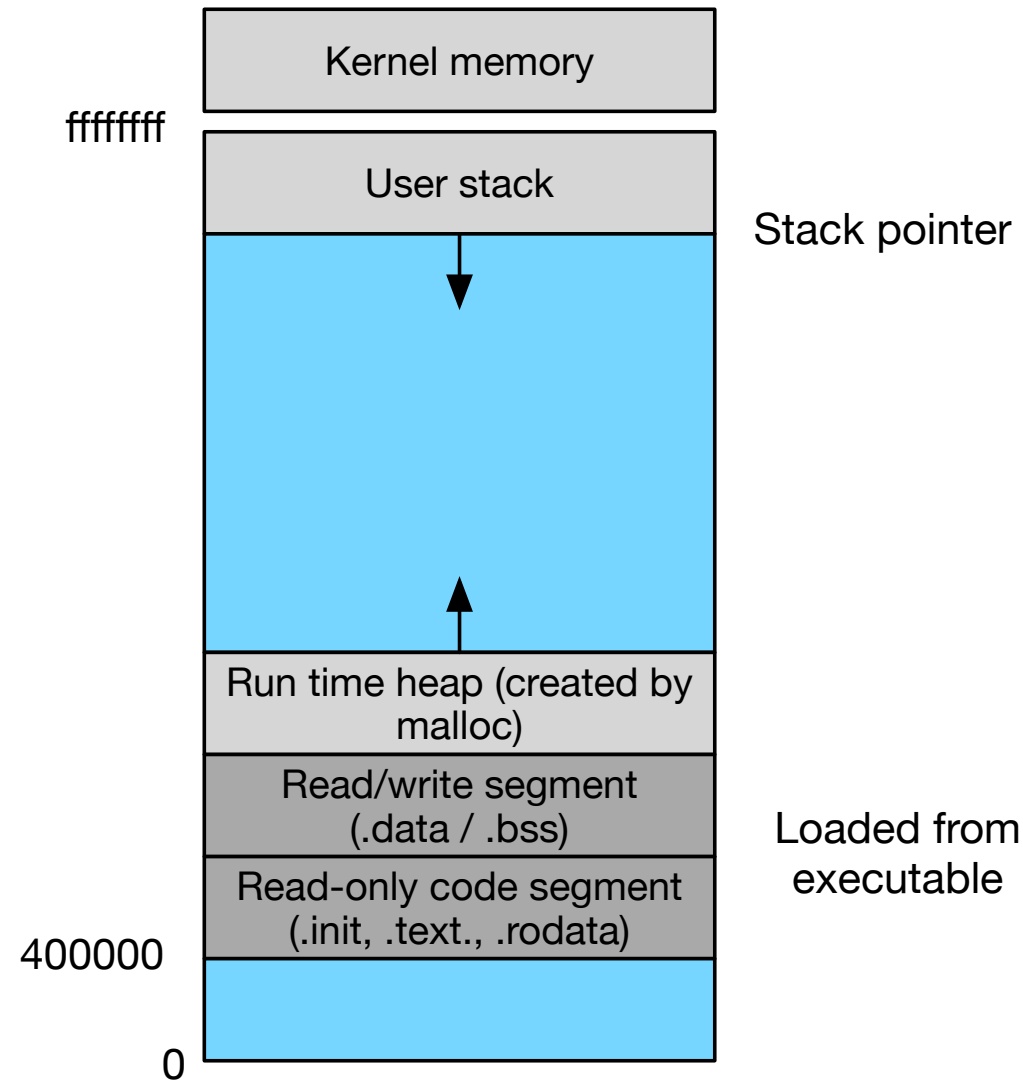 Kernel memory
ffffffff
User stack
Stack pointer
Run time heap (created by
malloc)
Read/write segment
(.data / .bss)
Loaded from
executable
Read-only code segment
(.init, .text., .rodata)
400000
0